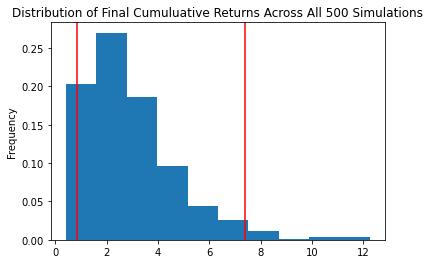 Distribution of Final Cumuluative Returns Across All 500 Simulations
Frequency
0.25
0.20
0.15
0.10
0.05
0.00
0 2 4 6 8 10 12